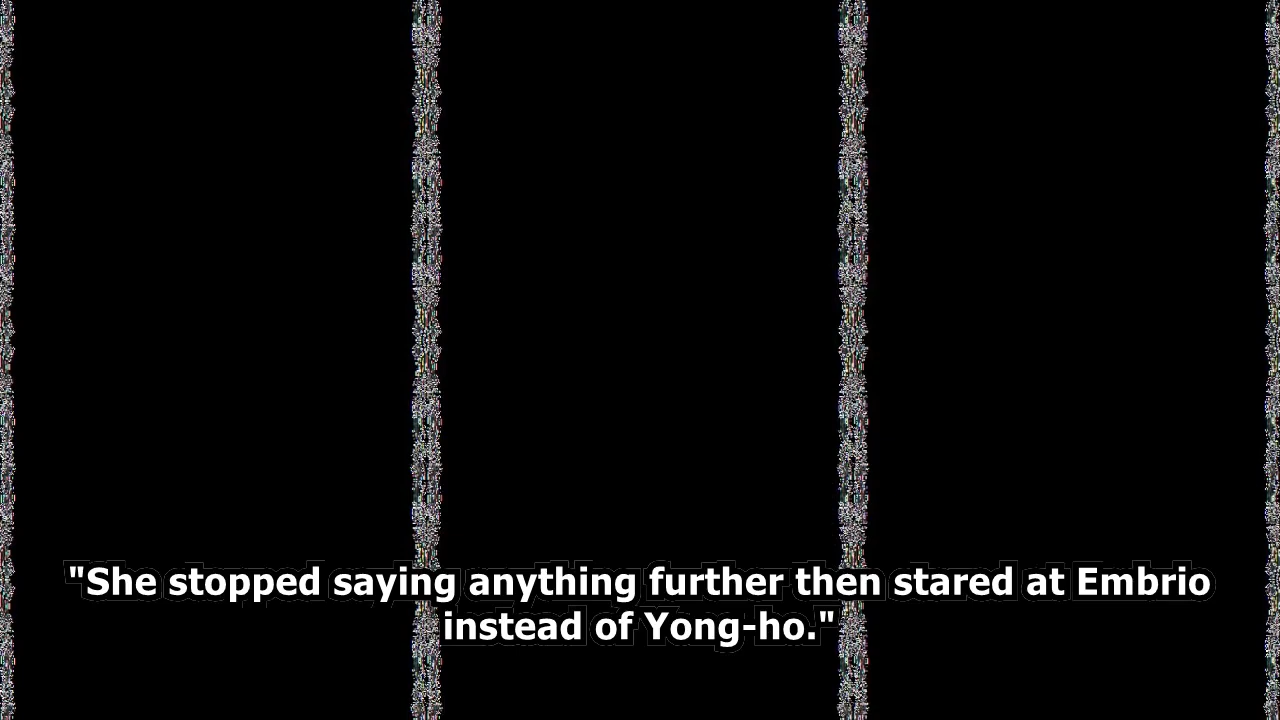 "She stopped saying anything further then stared at Embrio
instead of Yong-ho."